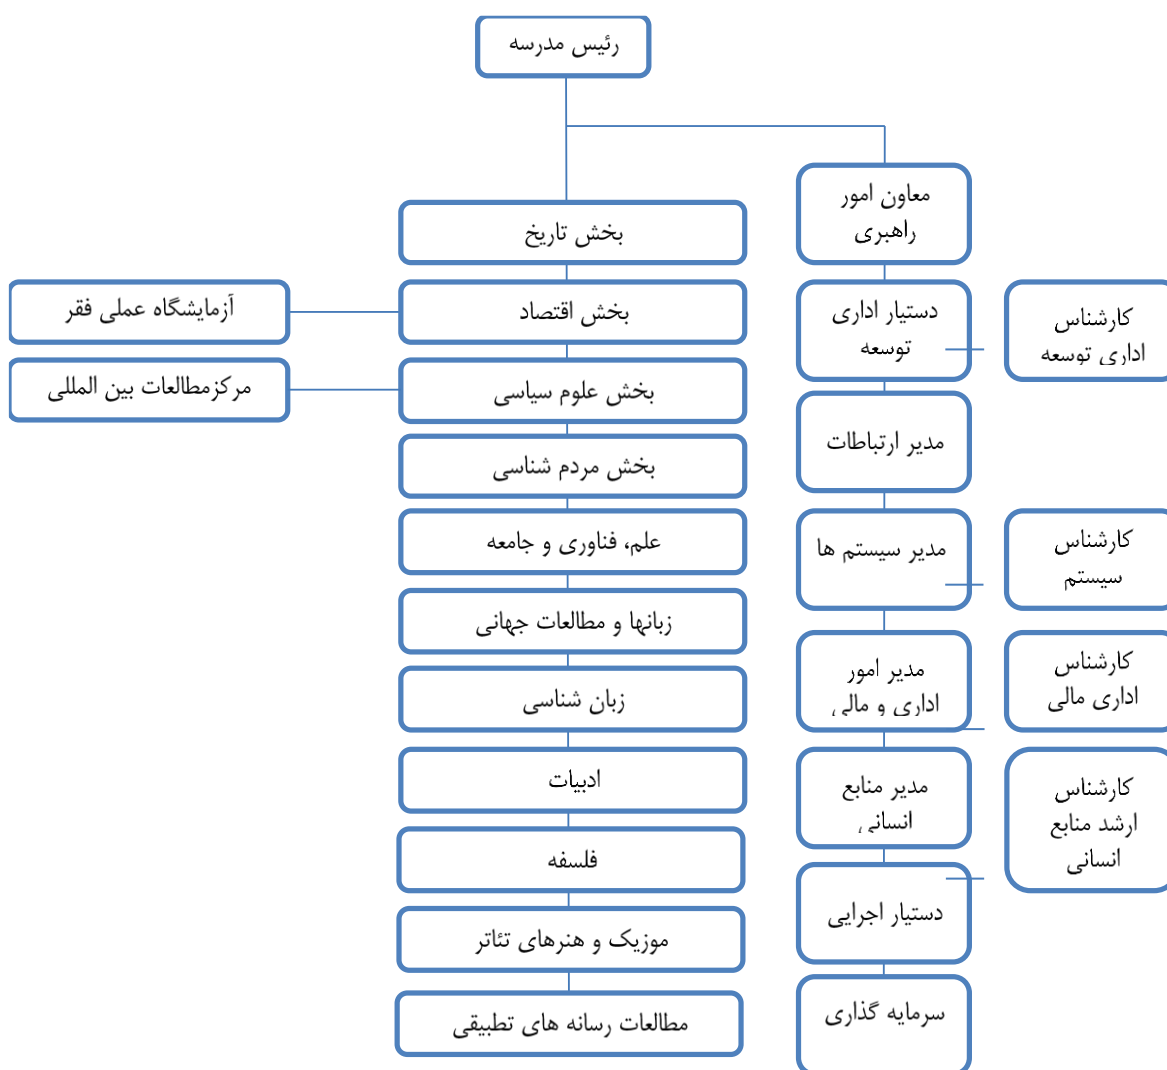 رئیس مدرسه
معاون امور
راهبری
دستیار اداری
توسعه
کارشناس
اداری توسعه
مدیر ارتباطات
مدیر سیستم ها
کارشناس
سیستم
مدیر امور
اداری و مالی
کارشناس
اداری مالی
مدیر منابع
انسانی
کارشناس
ارشد منابع
انسانی
دستیار اجرایی
سرمایه گذاری
بخش تاریخ
بخش اقتصاد
آزمایشگاه عملی فقر
بخش علوم سیاسی
مرکزمطالعات بین المللی
بخش مردم شناسی
علم، فناوری و جامعه
زبانها و مطالعات جهانی
زبان شناسی
ادبیات
فلسفه
موزیک و هنرهای تئاتر
مطالعات رسانه های تطبیقی